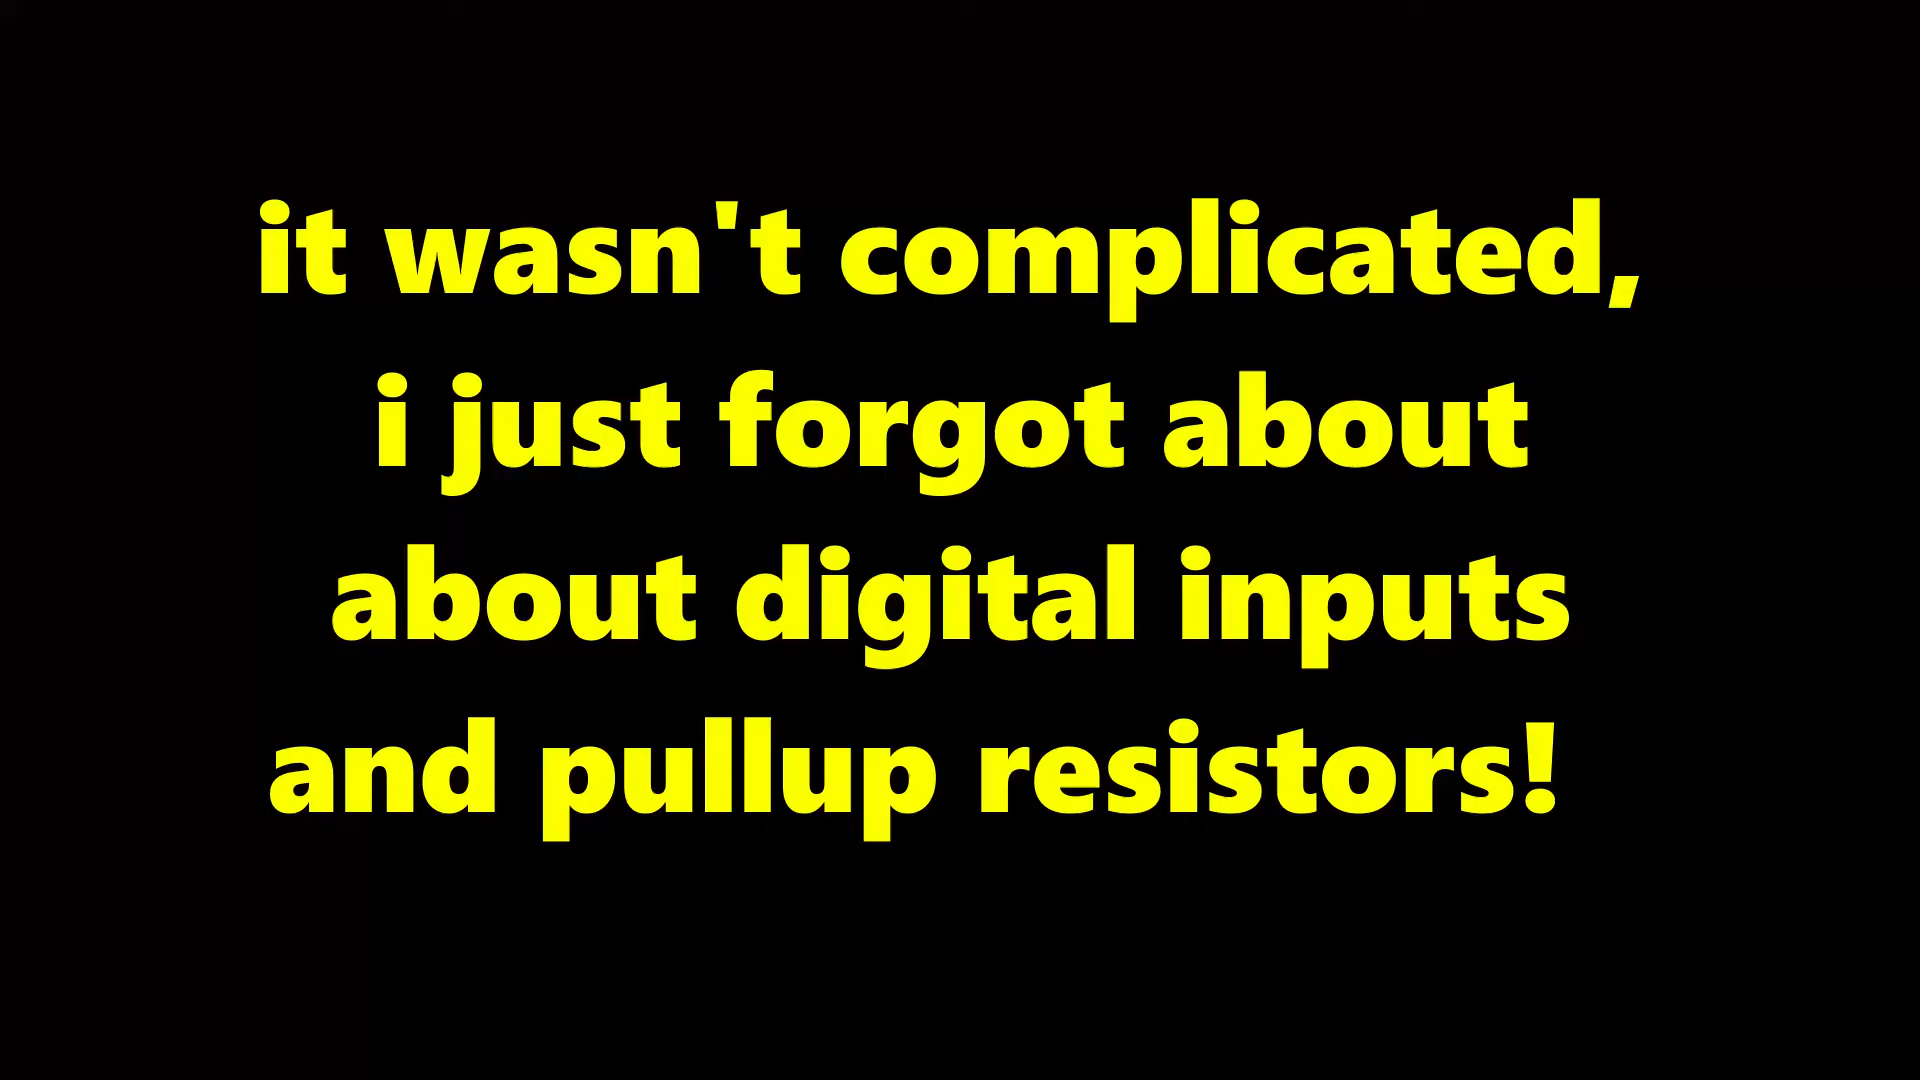 it wasn't complicated,
i just forgot about
about digital inputs
and pullup resistors!